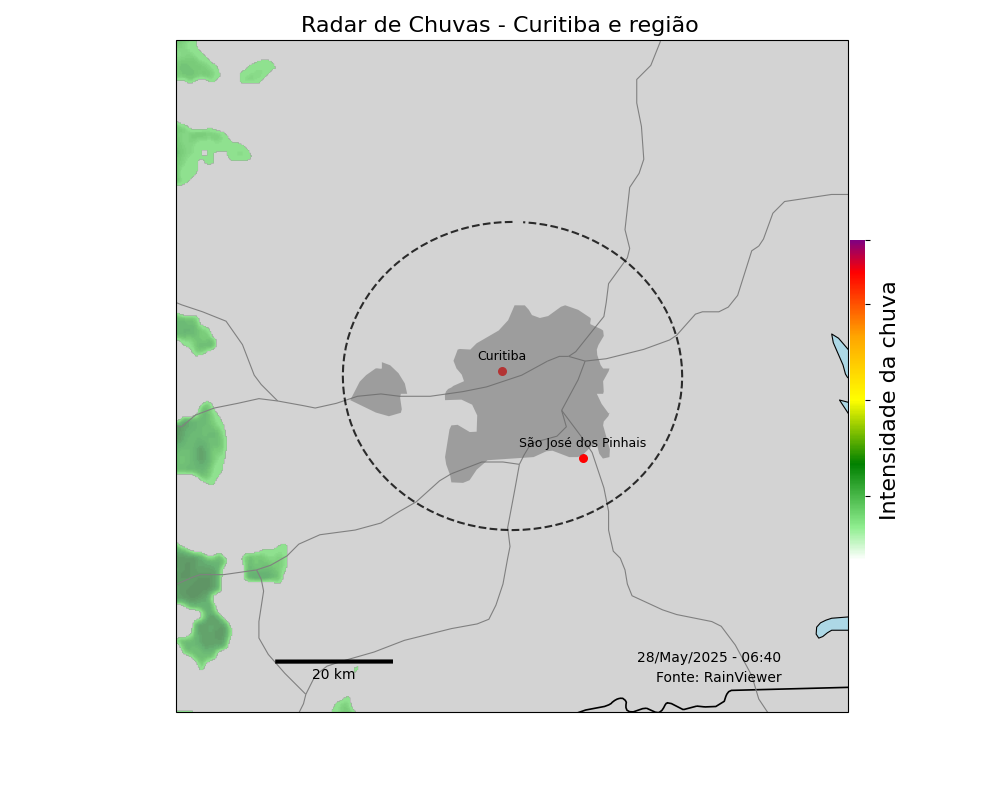 Radar de Chuvas - Curitiba e região
Curitiba
São José dos Pinhais
Intensidade da chuva
28/May/2025 - 06:40
Fonte: RainViewer
20 km